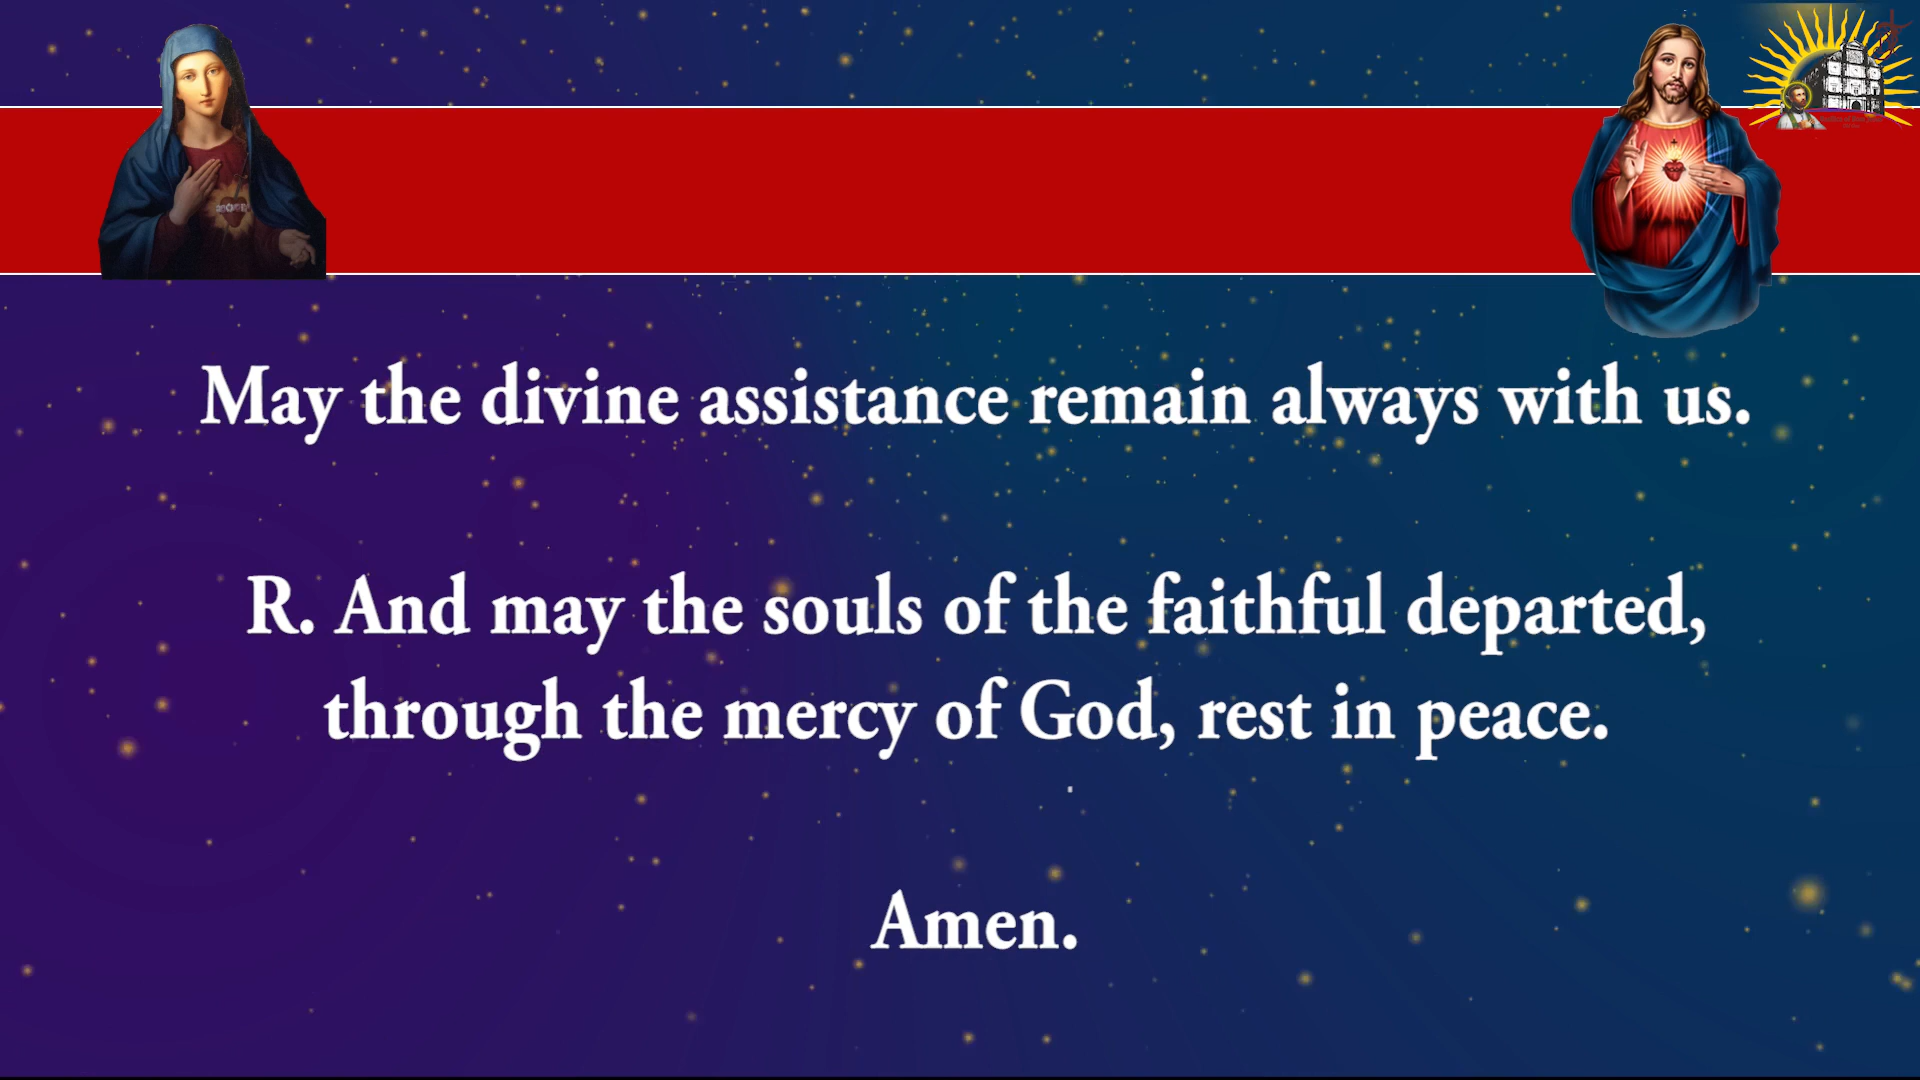 May the divine assistance remain always with us.
R. And may the souls of the faithful departed,
through the mercy of God, rest in peace.
Amen.